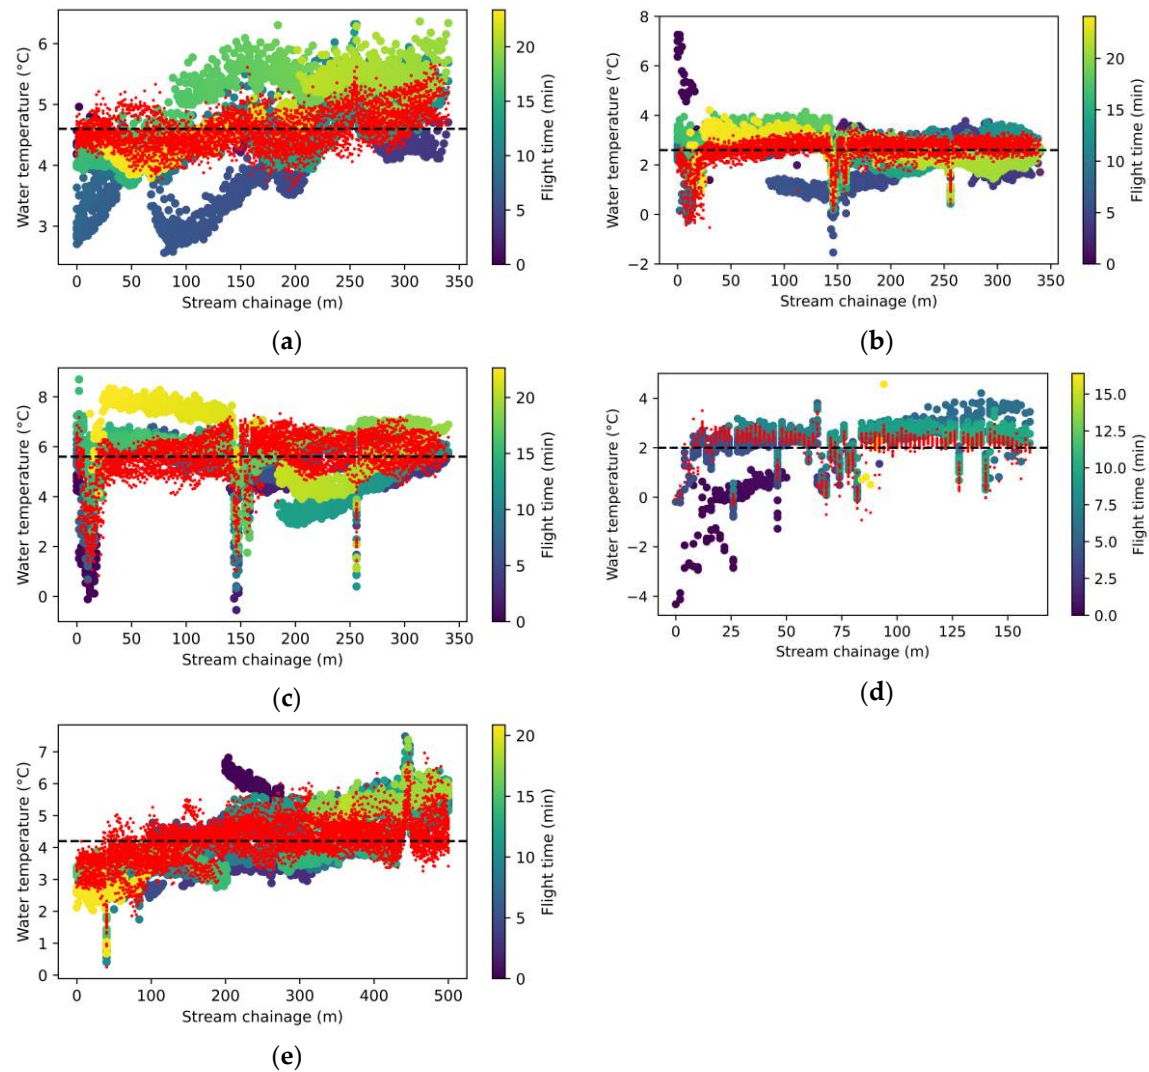 6
5
4
3
Water temperature (°C)
0 50 100 150 200 250 300 350
Stream chainage (m)
20
15
10
5
0
Flight time (min)
(a)
8
6
4
2
0
−2
Water temperature (°C)
0 50 100 150 200 250 300 350
Stream chainage (m)
20
15
10
5
0
Flight time (min)
(b)
8
6
4
2
0
Water temperature (°C)
0 50 100 150 200 250 300 350
Stream chainage (m)
20
15
10
5
0
Flight time (min)
(c)
4
2
0
−2
−4
Water temperature (°C)
0 25 50 75 100 125 150
Stream chainage (m)
15.0
12.5
10.0
7.5
5.0
2.5
0.0
Flight time (min)
(d)
7
6
5
4
3
2
1
0
Water temperature (°C)
0 100 200 300 400 500
Stream chainage (m)
20
15
10
5
0
Flight time (min)
(e)